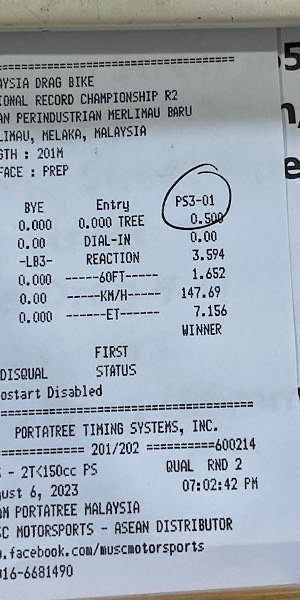 AYSIA DRAG BIKE
IONAL RECORD CHAMPIONSHIP R2
AN PERINDUSTRIAN MERLIMAU BARU
LIMAU, MELAKA, MALAYSIA
GTH : 201M
FACE : PREP
BYE Entry PS3-01
0.000 0.000 TREE 0.500
0.00 DIAL-IN 0.00
-LB3- REACTION 3.594
0.000 ------60FT------ 1.652
0.00 ------KM/H------ 147.69
0.000 -------ET------- 7.156
WINNER
FIRST
DISQUAL STATUS
ostart Disabled
PORTATREE TIMING SYSTEMS, INC.
============ 201/202 ===========600214
- 2T<150cc PS QUAL RND 2
ust 6, 2023 07:02:42 PM
M PORTATREE MALAYSIA
SC MOTORSPORTS - ASEAN DISTRIBUTOR
.facebook.com/muscmotorsports
016-6681490